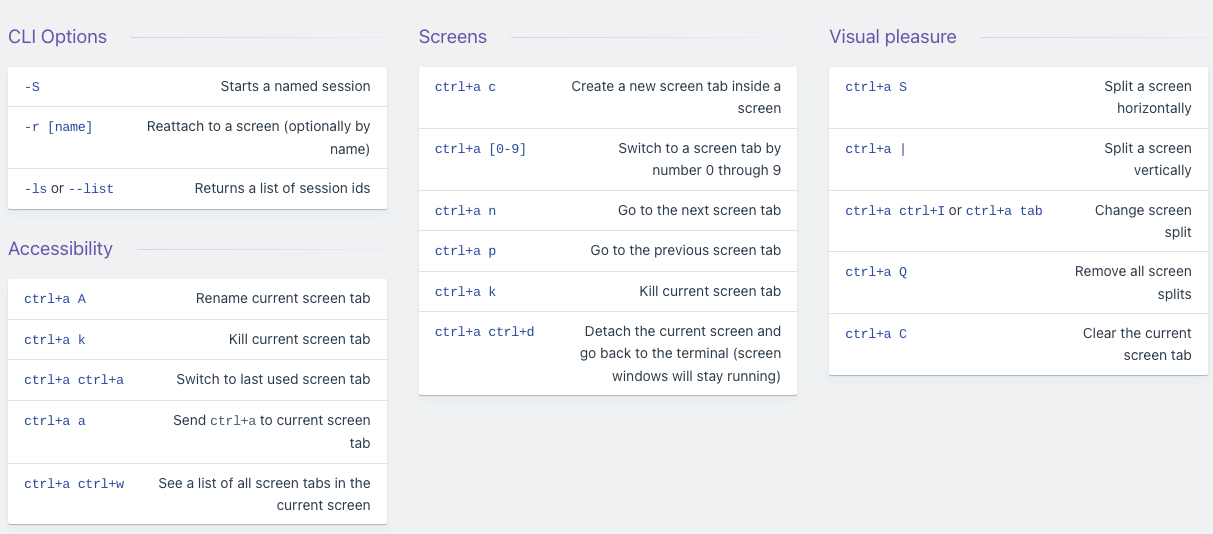 CLI Options
-S Starts a named session
-r [name] Reattach to a screen (optionally by
name)
-ls or --list Returns a list of session ids
Accessibility
ctrl+a A Rename current screen tab
ctrl+a k Kill current screen tab
ctrl+a ctrl+a Switch to last used screen tab
ctrl+a a Send ctrl+a to current screen
tab
ctrl+a ctrl+w See a list of all screen tabs in the
current screen
Screens
ctrl+a c Create a new screen tab inside a
screen
ctrl+a [0-9] Switch to a screen tab by
number 0 through 9
ctrl+a n Go to the next screen tab
ctrl+a p Go to the previous screen tab
ctrl+a k Kill current screen tab
ctrl+a ctrl+d Detach the current screen and
go back to the terminal (screen
windows will stay running)
Visual pleasure
ctrl+a S Split a screen
horizontally
ctrl+a | Split a screen
vertically
ctrl+a ctrl+I or ctrl+a tab Change screen
split
ctrl+a Q Remove all screen
splits
ctrl+a C Clear the current
screen tab